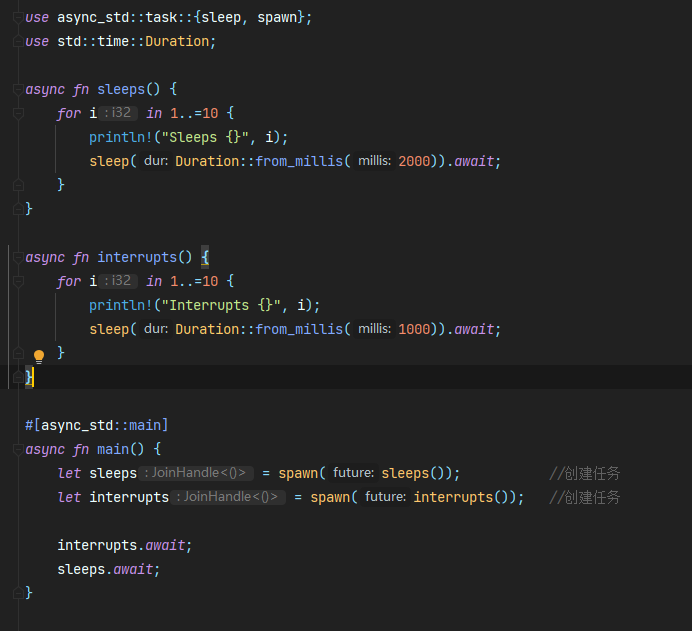 use async_std::task::{sleep, spawn};
use std::time::Duration;
async fn sleeps() {
for i : i32 in 1..=10 {
println!("Sleeps {}", i);
sleep( dur: Duration::from_millis( millis: 2000)).await;
}
}
async fn interrupts() {
for i : i32 in 1..=10 {
println!("Interrupts {}", i);
sleep( dur: Duration::from_millis( millis: 1000)).await;
}
}
#[async_std::main]
async fn main() {
let sleeps : JoinHandle<()> = spawn( future: sleeps()); //创建任务
let interrupts : JoinHandle<()> = spawn( future: interrupts()); //创建任务
interrupts.await;
sleeps.await;
}